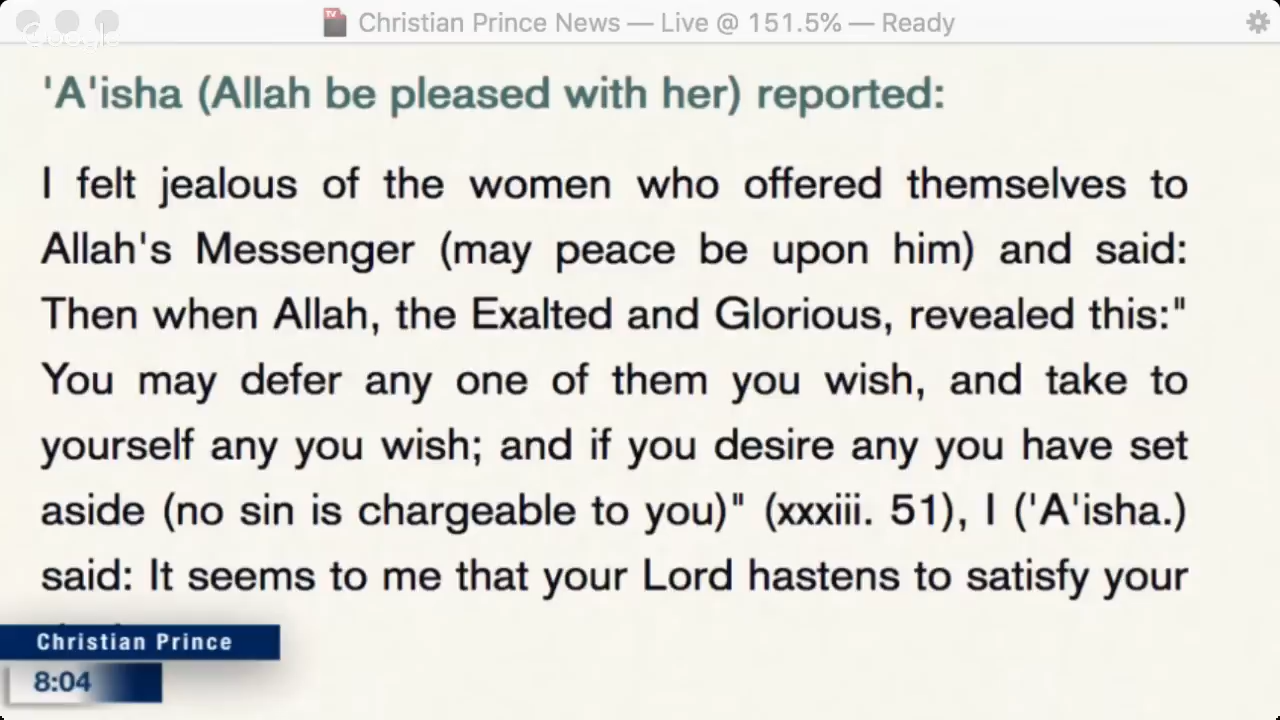 Christian Prince News — Live @ 151.5% — Ready
Google
'A'isha (Allah be pleased with her) reported:
I felt jealous of the women who offered themselves to
Allah's Messenger (may peace be upon him) and said:
Then when Allah, the Exalted and Glorious, revealed this:"
You may defer any one of them you wish, and take to
yourself any you wish; and if you desire any you have set
aside (no sin is chargeable to you)" (xxxiii. 51), I ('A'isha.)
said: It seems to me that your Lord hastens to satisfy your
Christian Prince
8:04